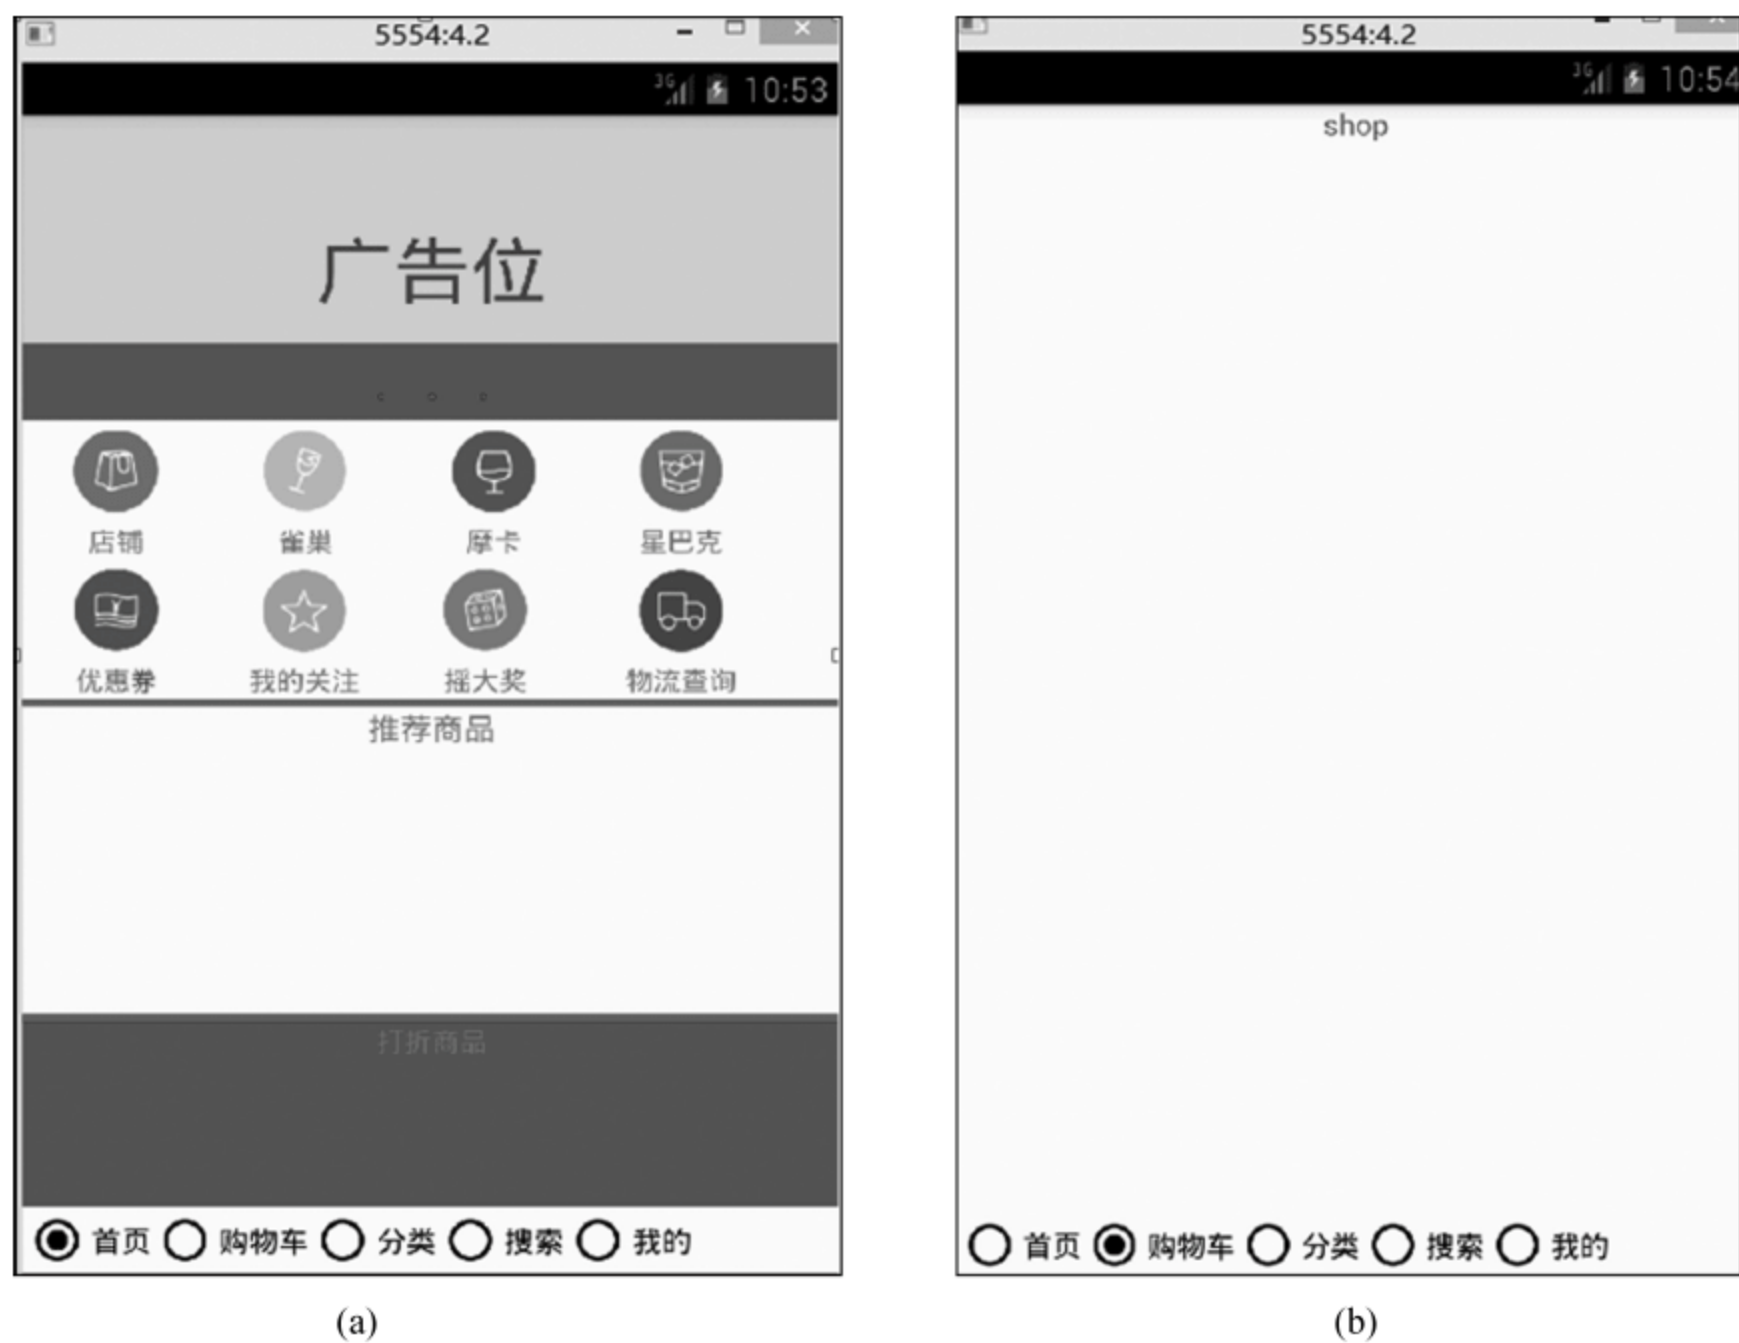 5554:4.2
3G 10:53
广告位
店铺 雀巢 摩卡 星巴克
优惠券 我的关注 摇大奖 物流查询
推荐商品
打折商品
首页 购物车 分类 搜索 我的
(a)
5554:4.2
3G 10:54
shop
首页 购物车 分类 搜索 我的
(b)